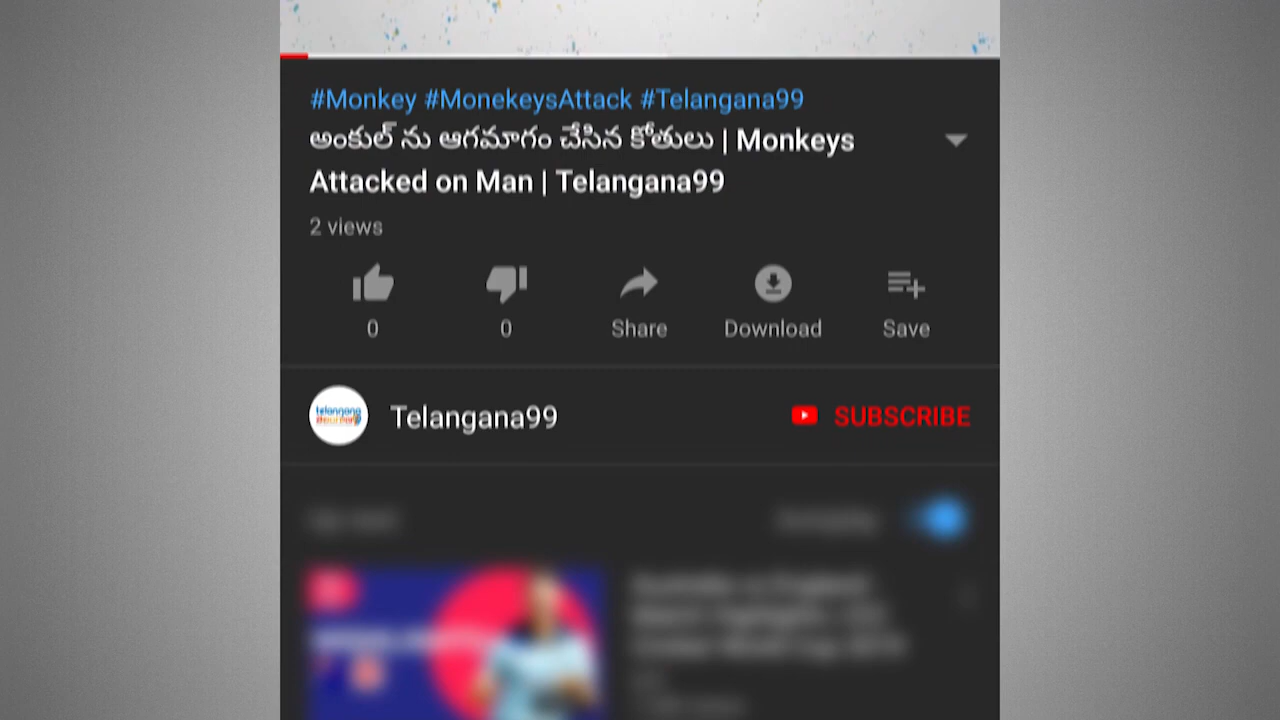 #Monkey #MonekeysAttack #Telangana99
అంకుల్ ను ఆగమాగం చేసిన కోతులు | Monkeys
Attacked on Man | Telangana99
2 views
0
0
Share
Download
Save
Telangana99
SUBSCRIBE